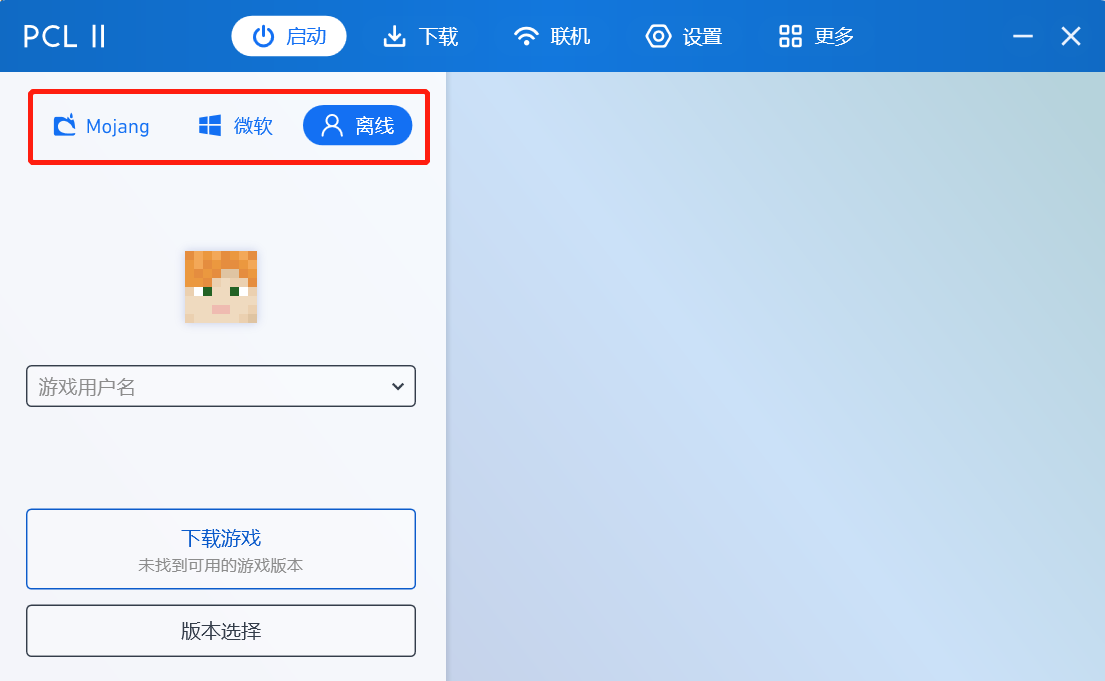 PCL II 启动 下载 联机 设置 更多
Mojang 微软 离线
游戏用户名
下载游戏
未找到可用的游戏版本
版本选择